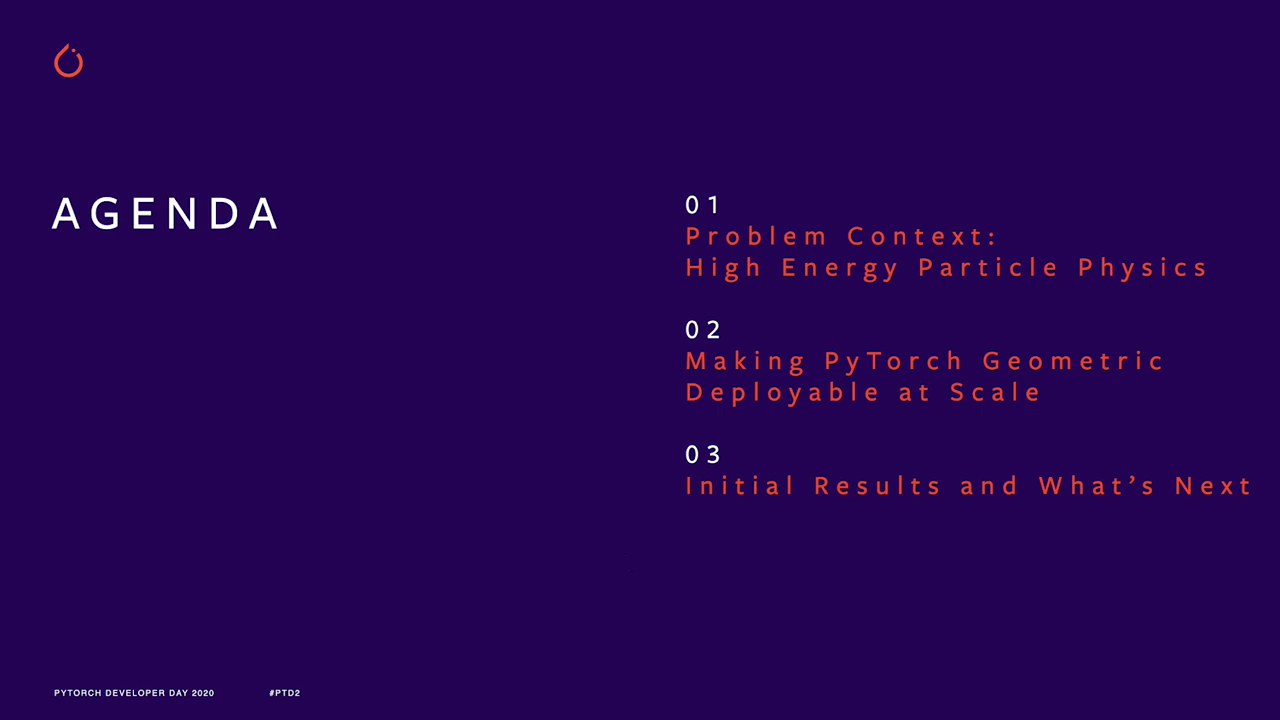 AGENDA
01
Problem Context:
High Energy Particle Physics
02
Making PyTorch Geometric
Deployable at Scale
03
Initial Results and What’s Next
PYTORCH DEVELOPER DAY 2020
#PTD2